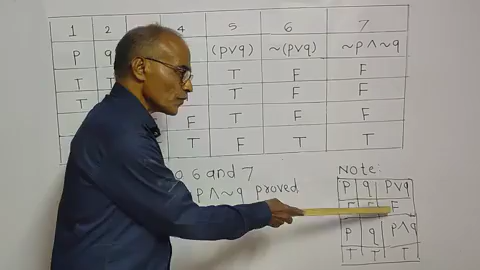 1 2 4 5 6 7
p q (p∨q) ~(p∨q) ~p∧~q
T T T F F
T T F F
F T F F
T F T T
6 and 7
p∧~q proved
Note:
p q p∨q
F F F
p q p∧q
T T T